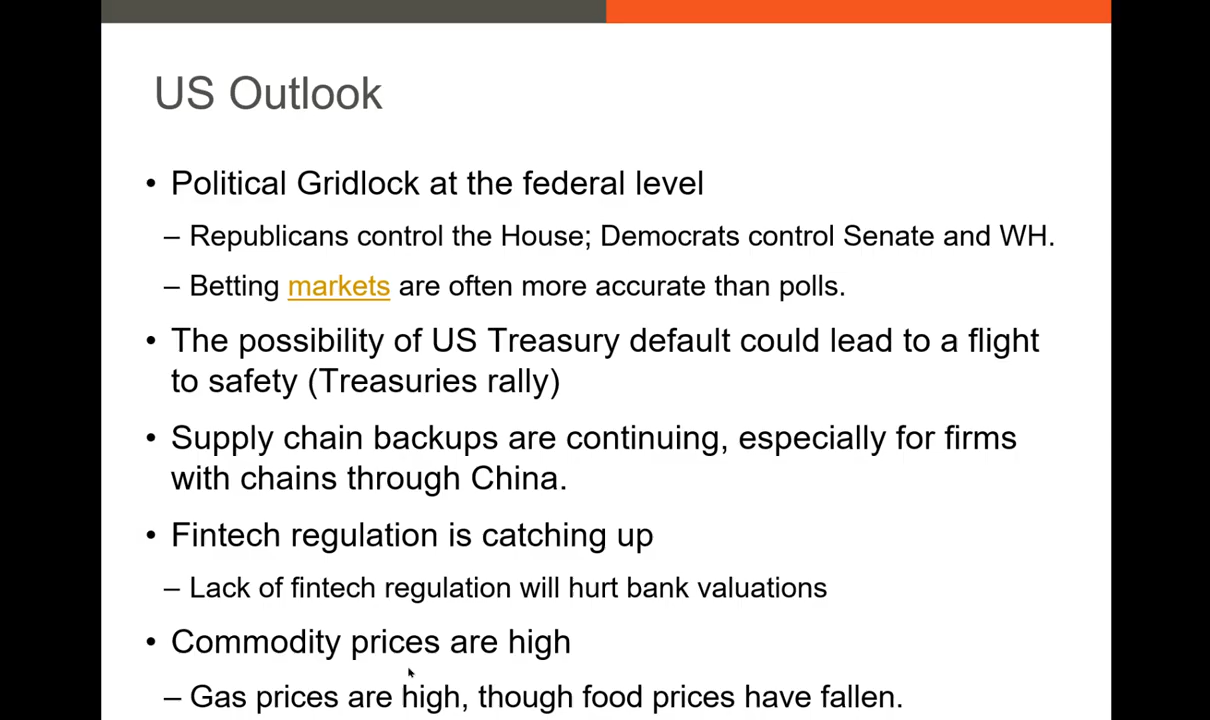 US Outlook
• Political Gridlock at the federal level
– Republicans control the House; Democrats control Senate and WH.
– Betting markets are often more accurate than polls.
• The possibility of US Treasury default could lead to a flight
to safety (Treasuries rally)
• Supply chain backups are continuing, especially for firms
with chains through China.
• Fintech regulation is catching up
– Lack of fintech regulation will hurt bank valuations
• Commodity prices are high
– Gas prices are high, though food prices have fallen.